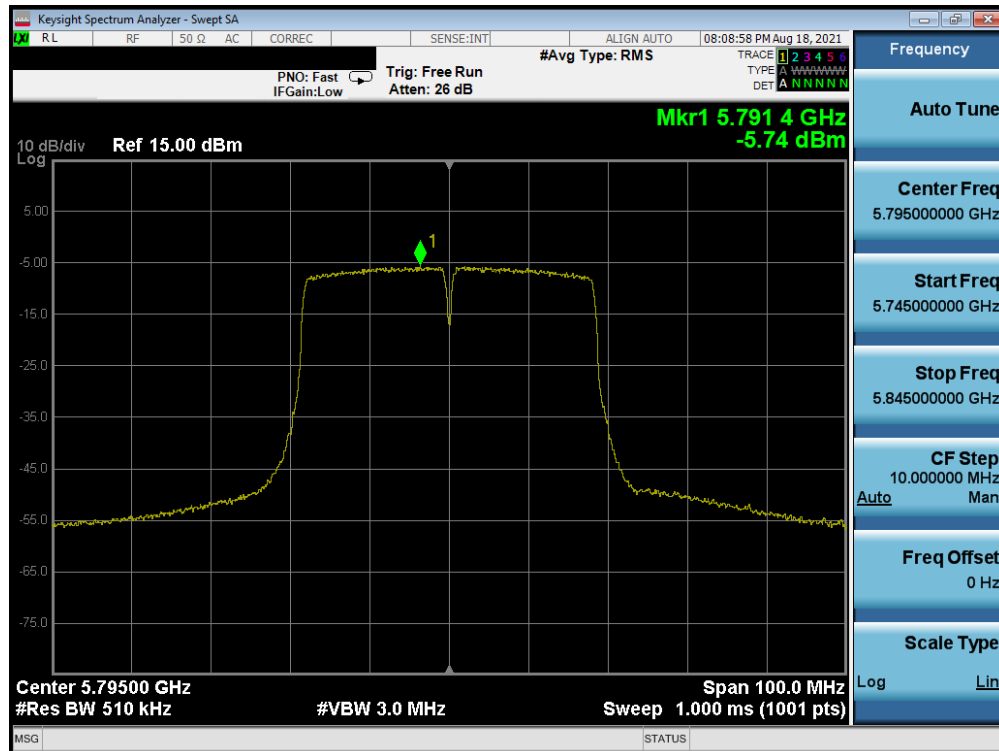 Keysight Spectrum Analyzer - Swept SA
LXI RL RF 50 Ω AC CORREC SENSE:INT ALIGN AUTO 08:08:58 PM Aug 18, 2021
#Avg Type: RMS TRACE 1 2 3 4 5 6
PNO: Fast Trig: Free Run TYPE A WWWWW
IFGain:Low Atten: 26 dB DET A N N N N N
Mkr1 5.791 4 GHz
-5.74 dBm
10 dB/div Ref 15.00 dBm
Log
1
5.00
-5.00
-15.0
-25.0
-35.0
-45.0
-55.0
-65.0
-75.0
Center 5.79500 GHz Span 100.0 MHz
#Res BW 510 kHz #VBW 3.0 MHz Sweep 1.000 ms (1001 pts)
MSG STATUS
Frequency
Auto Tune
Center Freq
5.795000000 GHz
Start Freq
5.745000000 GHz
Stop Freq
5.845000000 GHz
CF Step
10.000000 MHz
Auto Man
Freq Offset
0 Hz
Scale Type
Log Lin